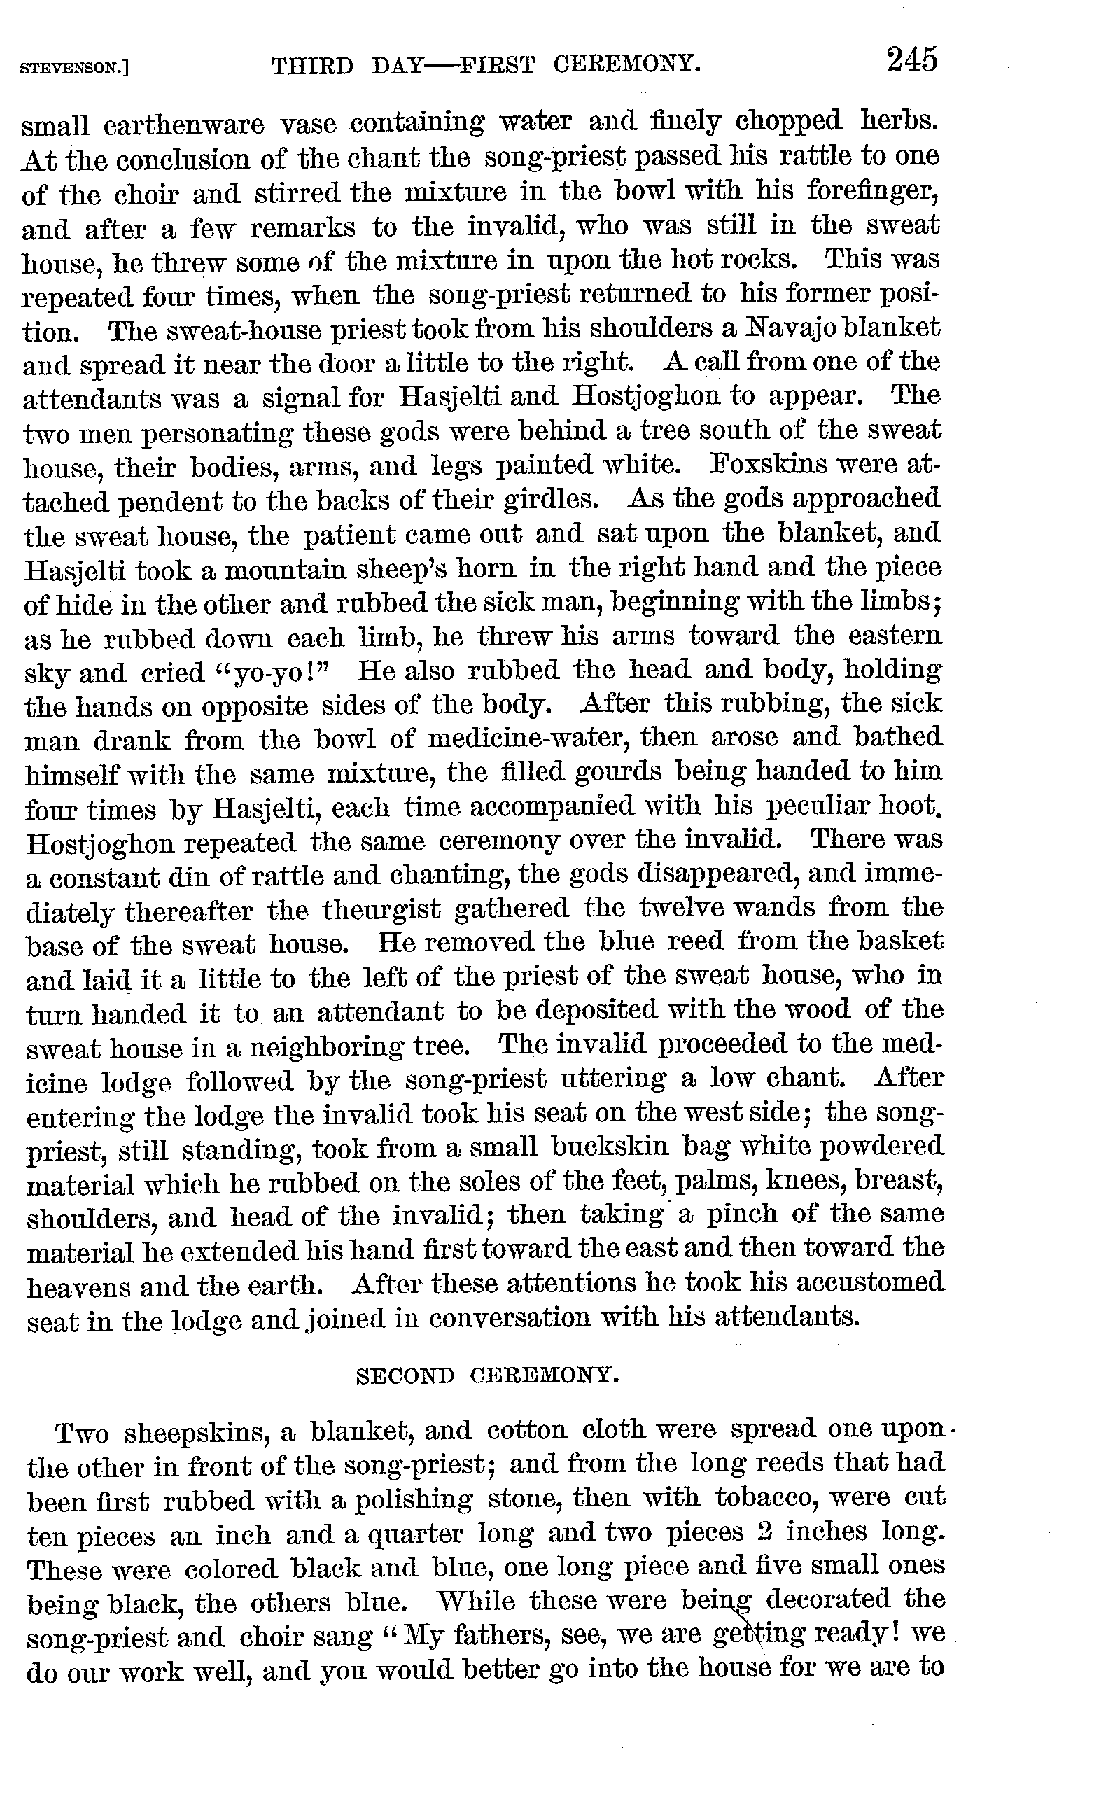 STEVENSON.] THIRD DAY—FIRST CEREMONY. 245
small earthenware vase containing water and finely chopped herbs.
At the conclusion of the chant the song-priest passed his rattle to one
of the choir and stirred the mixture in the bowl with his forefinger,
and after a few remarks to the invalid, who was still in the sweat
house, he threw some of the mixture in upon the hot rocks. This was
repeated four times, when the song-priest returned to his former posi-
tion. The sweat-house priest took from his shoulders a Navajo blanket
and spread it near the door a little to the right. A call from one of the
attendants was a signal for Hasjelti and Hostjoghon to appear. The
two men personating these gods were behind a tree south of the sweat
house, their bodies, arms, and legs painted white. Foxskins were at-
tached pendent to the backs of their girdles. As the gods approached
the sweat house, the patient came out and sat upon the blanket, and
Hasjelti took a mountain sheep's horn in the right hand and the piece
of hide in the other and rubbed the sick man, beginning with the limbs;
as he rubbed down each limb, he threw his arms toward the eastern
sky and cried "yo-yo!" He also rubbed the head and body, holding
the hands on opposite sides of the body. After this rubbing, the sick
man drank from the bowl of medicine-water, then arose and bathed
himself with the same mixture, the filled gourds being handed to him
four times by Hasjelti, each time accompanied with his peculiar hoot.
Hostjoghon repeated the same ceremony over the invalid. There was
a constant din of rattle and chanting, the gods disappeared, and imme-
diately thereafter the theurgist gathered the twelve wands from the
base of the sweat house. He removed the blue reed from the basket
and laid it a little to the left of the priest of the sweat house, who in
turn handed it to an attendant to be deposited with the wood of the
sweat house in a neighboring tree. The invalid proceeded to the med-
icine lodge followed by the song-priest uttering a low chant. After
entering the lodge the invalid took his seat on the west side; the song-
priest, still standing, took from a small buckskin bag white powdered
material which he rubbed on the soles of the feet, palms, knees, breast,
shoulders, and head of the invalid; then taking a pinch of the same
material he extended his hand first toward the east and then toward the
heavens and the earth. After these attentions he took his accustomed
seat in the lodge and joined in conversation with his attendants.
SECOND CEREMONY.
Two sheepskins, a blanket, and cotton cloth were spread one upon
the other in front of the song-priest; and from the long reeds that had
been first rubbed with a polishing stone, then with tobacco, were cut
ten pieces an inch and a quarter long and two pieces 2 inches long.
These were colored black and blue, one long piece and five small ones
being black, the others blue. While these were being decorated the
song-priest and choir sang "My fathers, see, we are getting ready! we
do our work well, and you would better go into the house for we are to